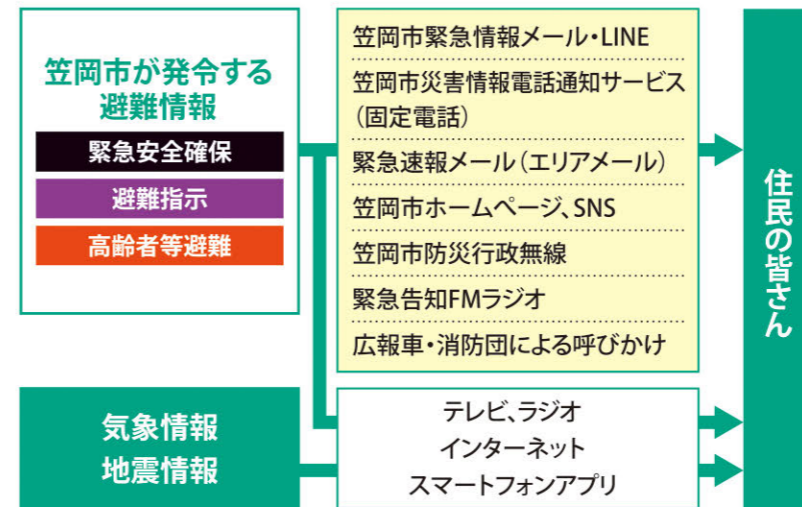 笠岡市が発令する
避難情報
緊急安全確保
避難指示
高齢者等避難
気象情報
地震情報
笠岡市緊急情報メール・LINE
笠岡市災害情報電話通知サービス
（固定電話）
緊急速報メール（エリアメール）
笠岡市ホームページ、SNS
笠岡市防災行政無線
緊急告知FMラジオ
広報車・消防団による呼びかけ
テレビ、ラジオ
インターネット
スマートフォンアプリ
住民の皆さん